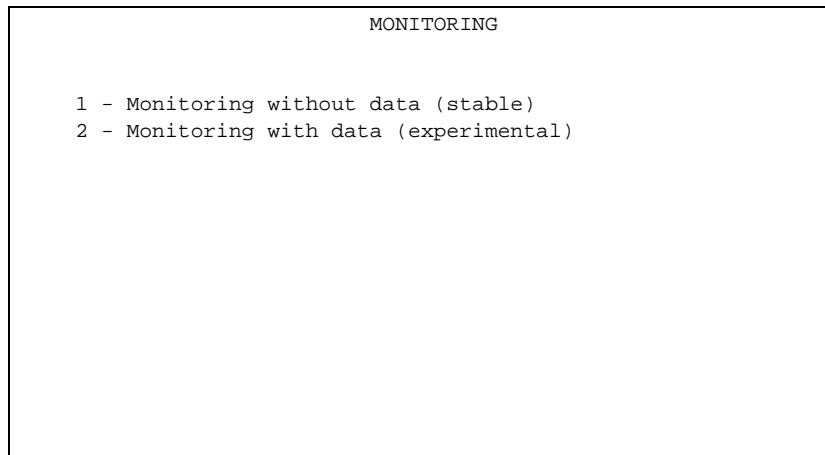 MONITORING
1 - Monitoring without data (stable)
2 - Monitoring with data (experimental)